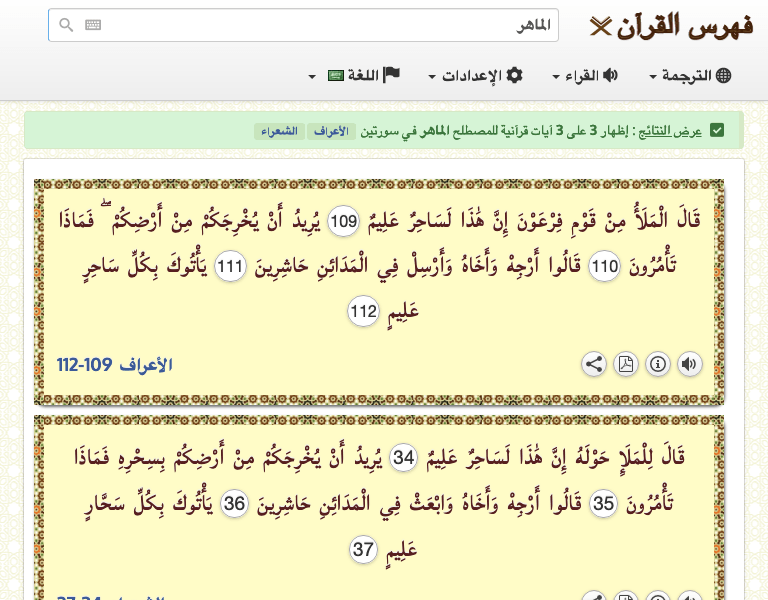 فهرس القرآن
الماهر
الترجمة القراء الإعدادات اللغة
عرض النتائج : إظهار 3 على 3 آيات قرآنية للمصطلح الماهر في سورتين الأعراف الشعراء
قَالَ الْمَلَأُ مِنْ قَوْمِ فِرْعَوْنَ إِنَّ هَٰذَا لَسَاحِرٌ عَلِيمٌ 109 يُرِيدُ أَنْ يُخْرِجَكُمْ مِنْ أَرْضِكُمْ ۖ فَمَاذَا
تَأْمُرُونَ 110 قَالُوا أَرْجِهْ وَأَخَاهُ وَأَرْسِلْ فِي الْمَدَائِنِ حَاشِرِينَ 111 يَأْتُوكَ بِكُلِّ سَاحِرٍ
عَلِيمٍ 112
الأعراف 109-112
قَالَ لِلْمَلَإِ حَوْلَهُ إِنَّ هَٰذَا لَسَاحِرٌ عَلِيمٌ 34 يُرِيدُ أَنْ يُخْرِجَكُمْ مِنْ أَرْضِكُمْ بِسِحْرِهِ فَمَاذَا
تَأْمُرُونَ 35 قَالُوا أَرْجِهْ وَأَخَاهُ وَابْعَثْ فِي الْمَدَائِنِ حَاشِرِينَ 36 يَأْتُوكَ بِكُلِّ سَحَّارٍ
عَلِيمٍ 37